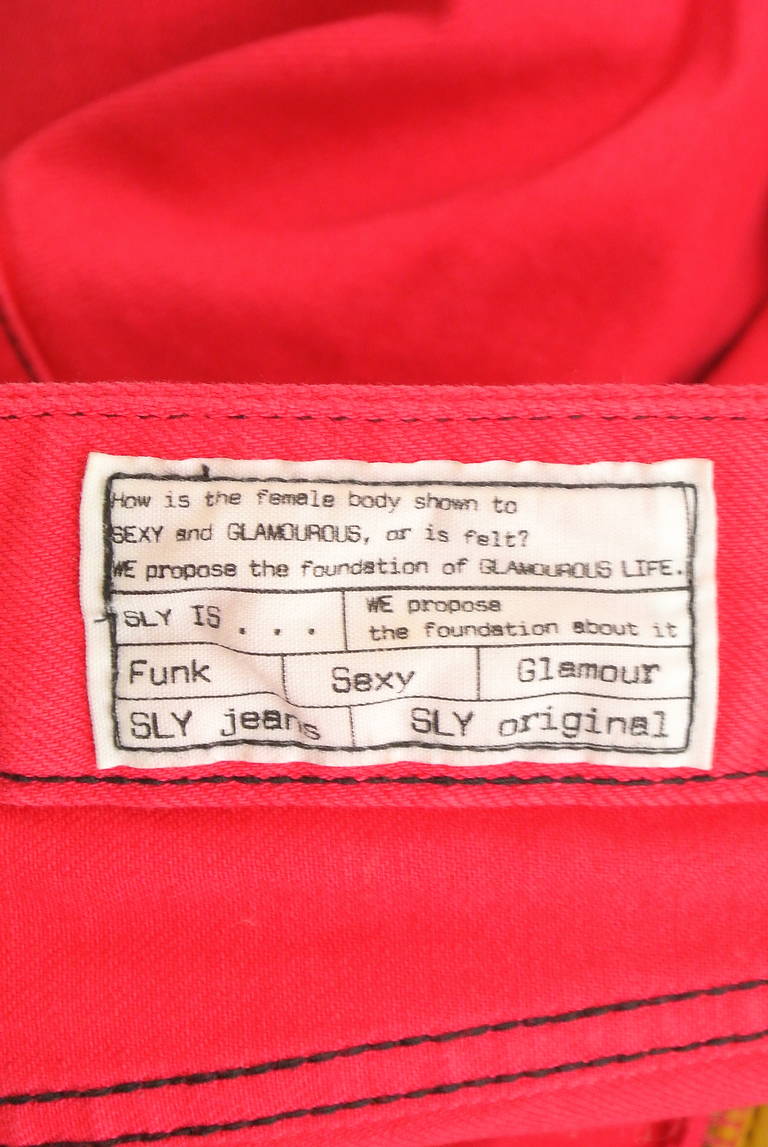 How is the female body shown to
SEXY and GLAMOUROUS, or is felt?
WE propose the foundation of GLAMOUROUS LIFE.
SLY IS . . .
WE propose
the foundation about it
Funk Sexy Glamour
SLY jeans SLY original